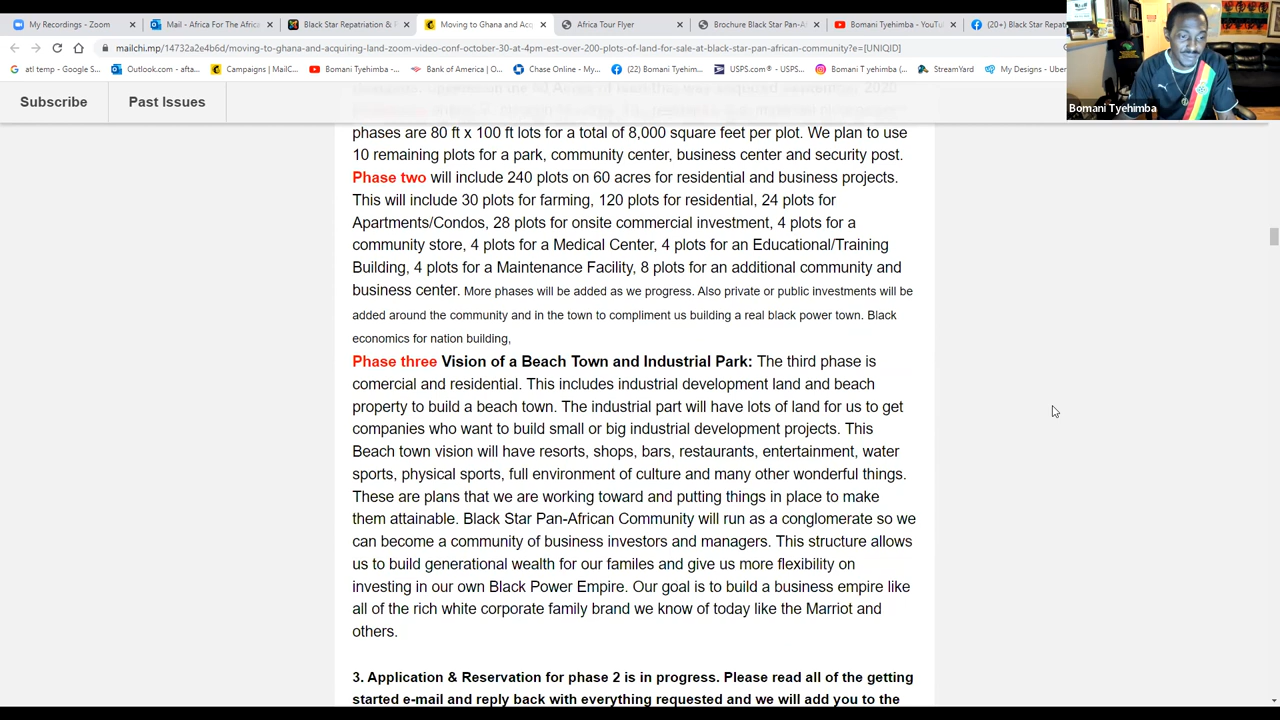 My Recordings - Zoom
Mail - Africa For The Africa
Black Star Repatriation & F
Moving to Ghana and Acq
Africa Tour Flyer
Brochure Black Star Pan-A
Bomani Tyehimba - YouTu
(20+) Black Star Repat
mailchi.mp/14732a2e4b6d/moving-to-ghana-and-acquiring-land-zoom-video-conf-october-30-at-4pm-est-over-200-plots-of-land-for-sale-at-black-star-pan-african-community?e=[UNIQID]
atl temp - Google S...
Outlook.com - afta...
Campaigns | MailC...
Bomani Tyehimba -...
Bank of America | O...
Chase Online - My...
(22) Bomani Tyehim...
USPS.com® - USPS...
Bomani T yehimba (...
StreamYard
My Designs - Uber
Bomani Tyehimba
Subscribe
Past Issues
phases are 80 ft x 100 ft lots for a total of 8,000 square feet per plot. We plan to use
10 remaining plots for a park, community center, business center and security post.
Phase two will include 240 plots on 60 acres for residential and business projects.
This will include 30 plots for farming, 120 plots for residential, 24 plots for
Apartments/Condos, 28 plots for onsite commercial investment, 4 plots for a
community store, 4 plots for a Medical Center, 4 plots for an Educational/Training
Building, 4 plots for a Maintenance Facility, 8 plots for an additional community and
business center. More phases will be added as we progress. Also private or public investments will be
added around the community and in the town to compliment us building a real black power town. Black
economics for nation building,
Phase three Vision of a Beach Town and Industrial Park: The third phase is
comercial and residential. This includes industrial development land and beach
property to build a beach town. The industrial part will have lots of land for us to get
companies who want to build small or big industrial development projects. This
Beach town vision will have resorts, shops, bars, restaurants, entertainment, water
sports, physical sports, full environment of culture and many other wonderful things.
These are plans that we are working toward and putting things in place to make
them attainable. Black Star Pan-African Community will run as a conglomerate so we
can become a community of business investors and managers. This structure allows
us to build generational wealth for our familes and give us more flexibility on
investing in our own Black Power Empire. Our goal is to build a business empire like
all of the rich white corporate family brand we know of today like the Marriot and
others.
3. Application & Reservation for phase 2 is in progress. Please read all of the getting
started e-mail and reply back with everything requested and we will add you to the